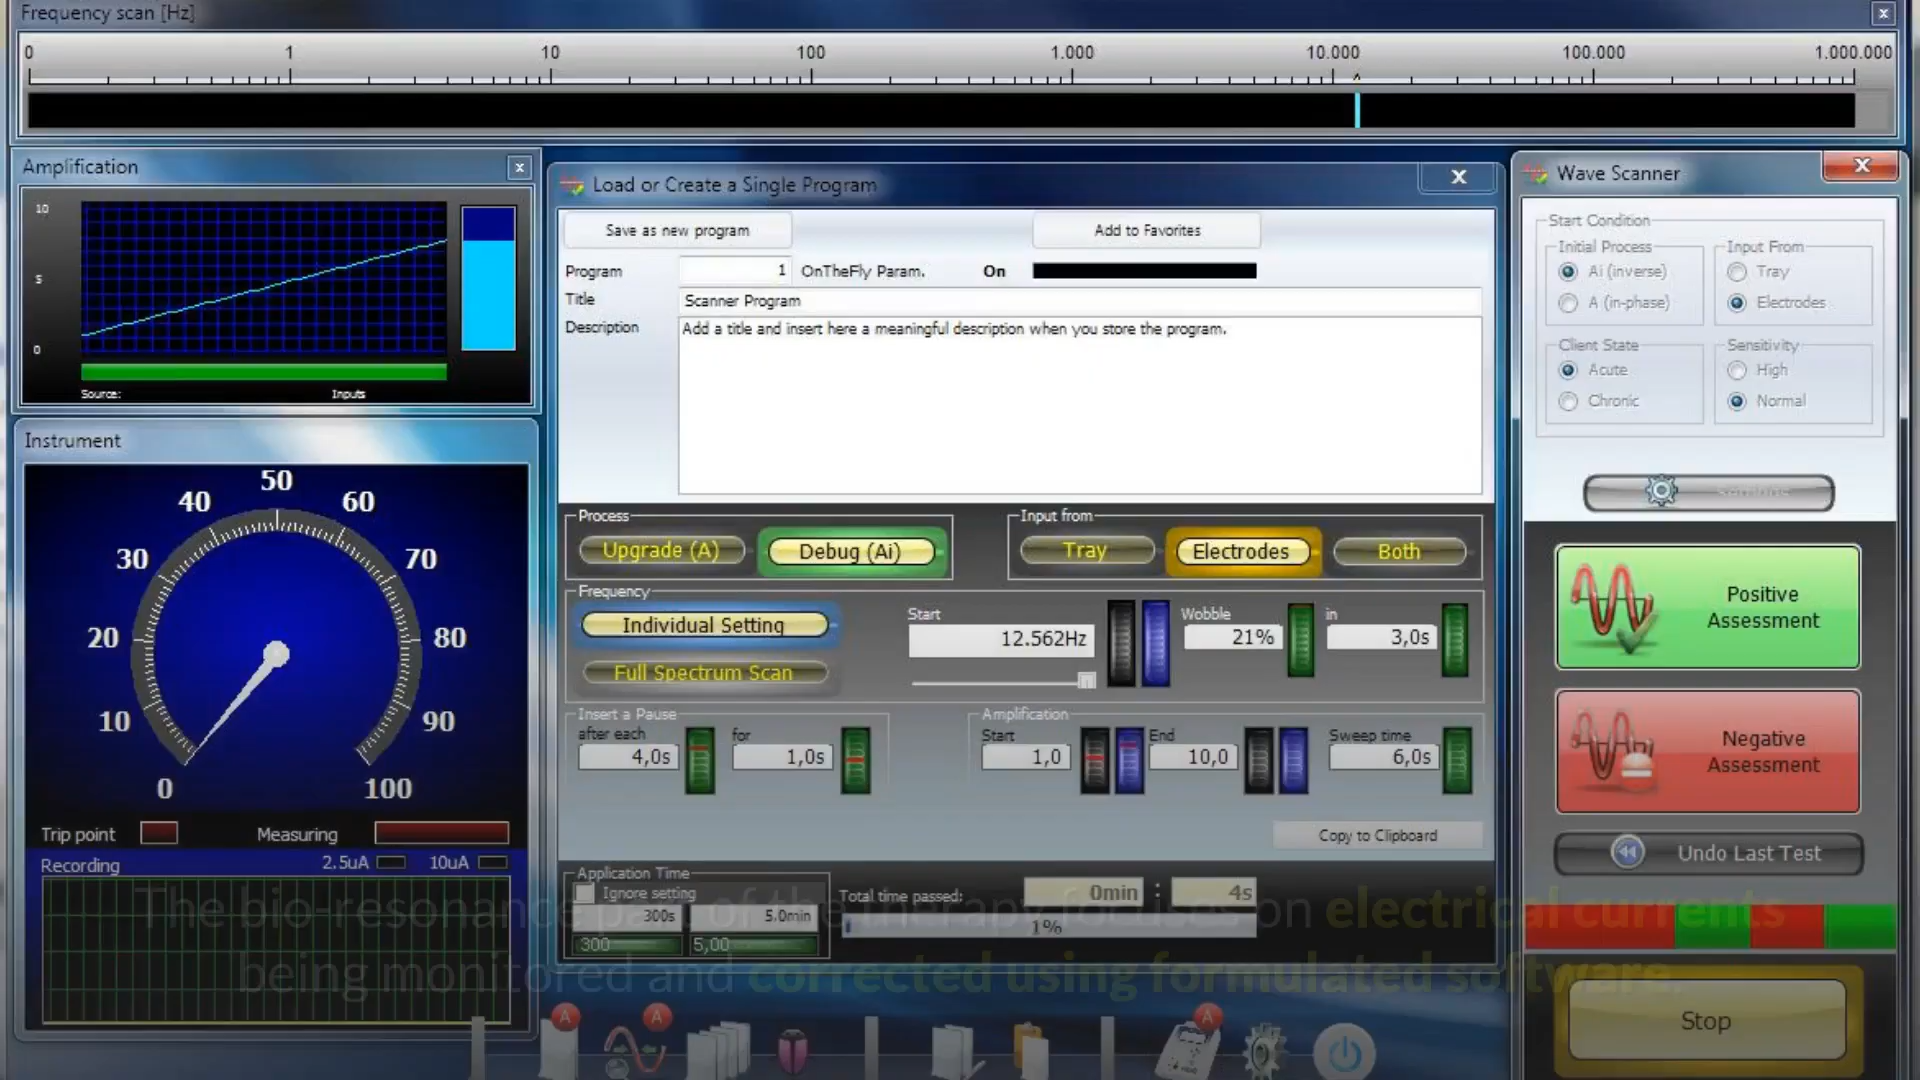 Frequency scan [Hz]
x
0 1 10 100 1.000 10.000 100.000 1.000.000
Amplification
x
10
5
0
Source: Inputs
Instrument
0 10 20 30 40 50 60 70 80 90 100
Trip point Measuring
Recording 2.5uA 10uA
Load or Create a Single Program
X
Save as new program Add to Favorites
Program 1 OnTheFly Param. On
Title Scanner Program
Description Add a title and insert here a meaningful description when you store the program.
Process
Upgrade (A) Debug (Ai)
Input from
Tray Electrodes Both
Frequency
Individual Setting
Full Spectrum Scan
Start Wobble in
12.562Hz 21% 3,0s
Insert a Pause
after each for
4,0s 1,0s
Amplification
Start End Sweep time
1,0 10,0 6,0s
Copy to Clipboard
Application Time
Ignore setting
300s 5.0min
300 5,00
Total time passed: 0min : 4s
1%
Wave Scanner
X
Start Condition
Initial Process
Ai (inverse)
A (in-phase)
Input From
Tray
Electrodes
Client State
Acute
Chronic
Sensitivity
High
Normal
Settings
Positive
Assessment
Negative
Assessment
Undo Last Test
Stop
The bio-resonance part of the therapy focuses on electrical currents
being monitored and corrected using formulated software.
A A A